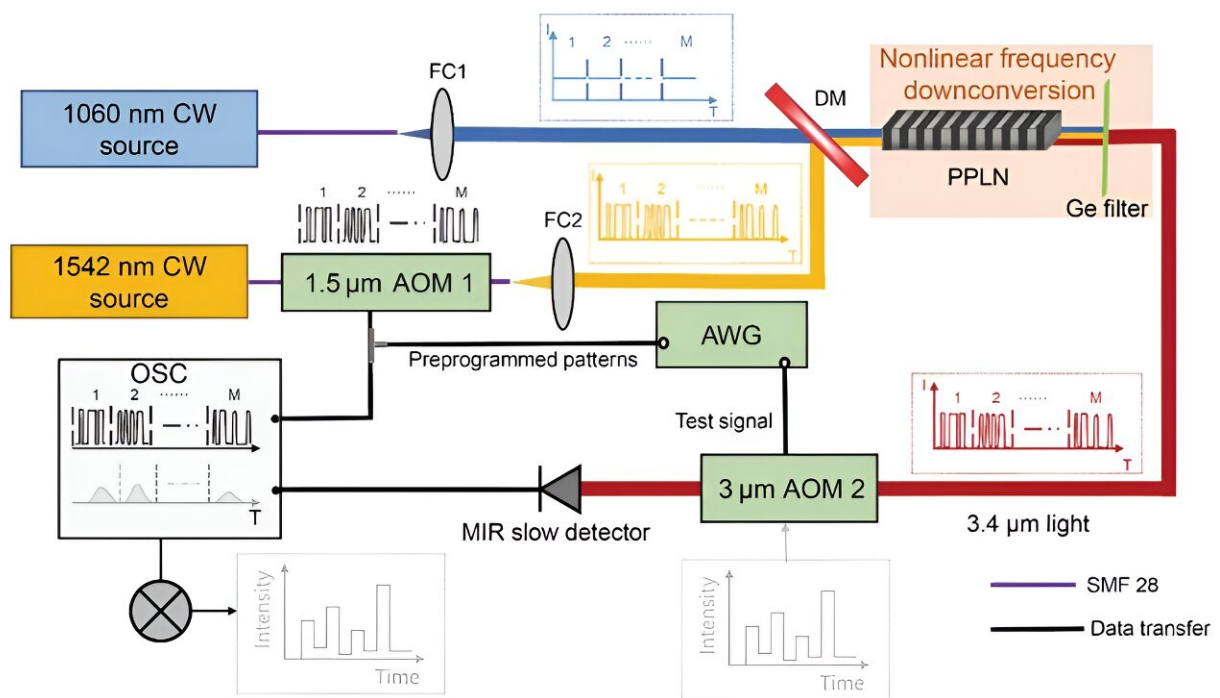 I
1 2 ...... M
T
FC1
DM
Nonlinear frequency
downconversion
1060 nm CW
source
PPLN
Ge filter
1 2 ...... M
FC2
I
1 2 ...... M
T
1542 nm CW
source
1.5 µm AOM 1
AWG
Preprogrammed patterns
OSC
1 2 ...... M
T
Test signal
I
1 2 ...... M
T
3 µm AOM 2
MIR slow detector
3.4 µm light
Intensity
Time
Intensity
Time
SMF 28
Data transfer